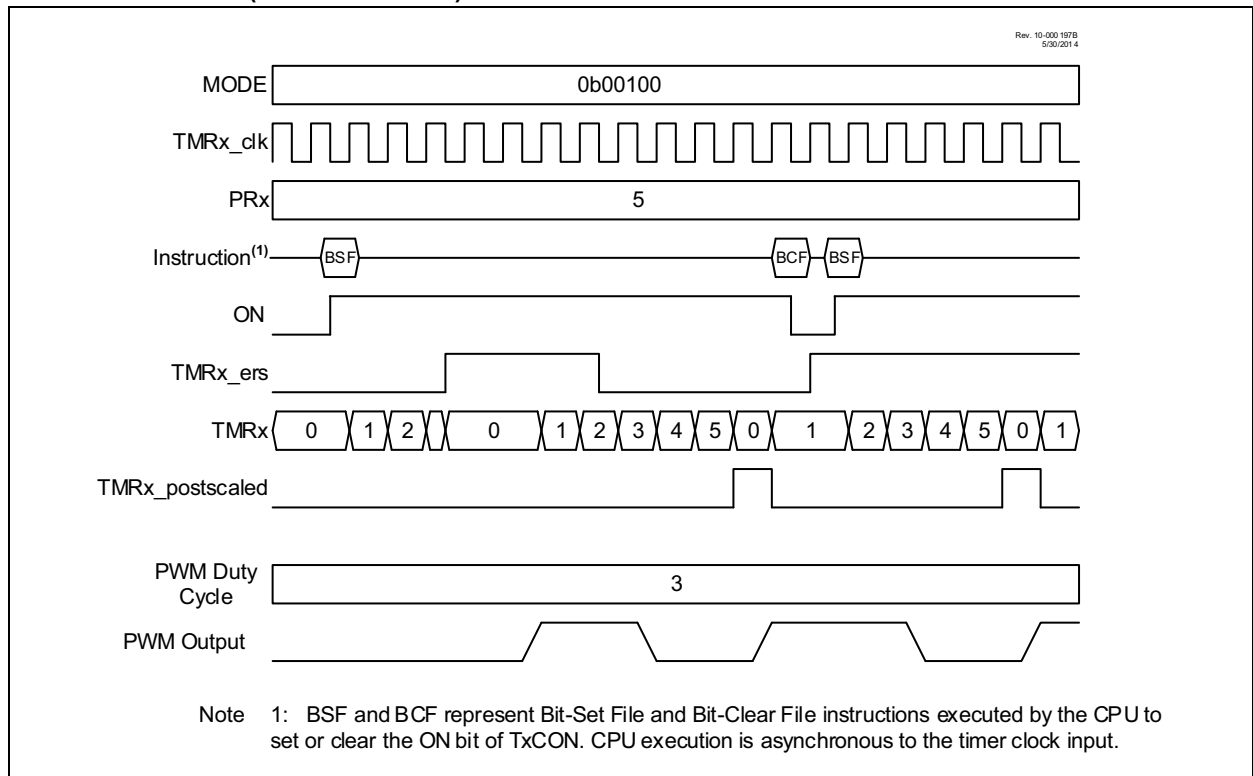 Rev. 10-000 197B
5/30/201 4
MODE 0b00100
TMRx_clk
PRx 5
Instruction(1) BSF BCF BSF
ON
TMRx_ers
TMRx 0 1 2 0 1 2 3 4 5 0 1 2 3 4 5 0 1
TMRx_postscaled
PWM Duty
Cycle 3
PWM Output
Note 1: BSF and BCF represent Bit-Set File and Bit-Clear File instructions executed by the CPU to
set or clear the ON bit of TxCON. CPU execution is asynchronous to the timer clock input.